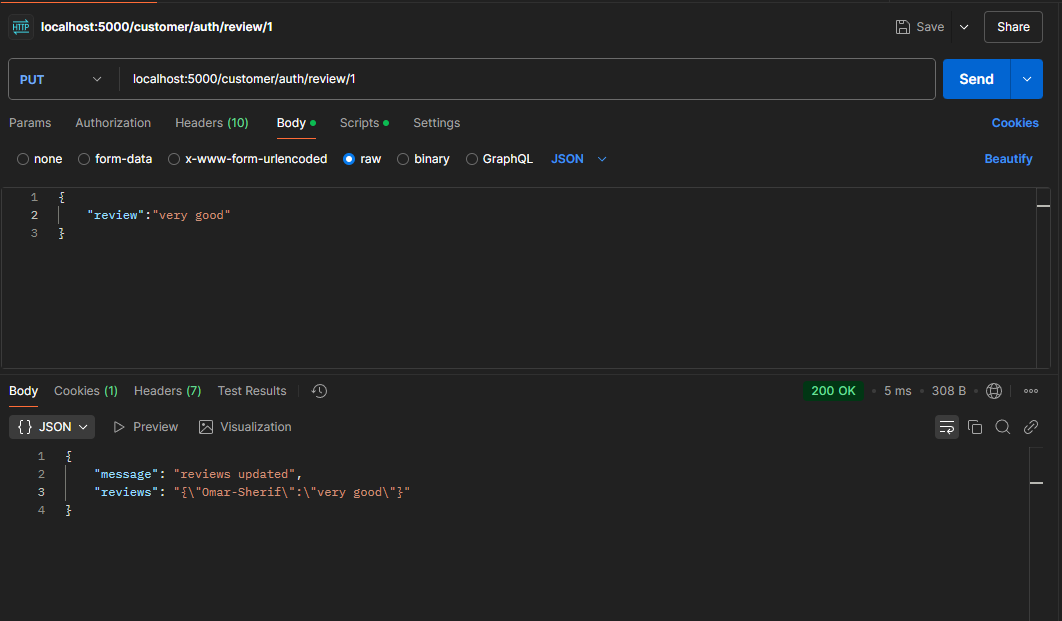 HTTP localhost:5000/customer/auth/review/1 Save Share
PUT localhost:5000/customer/auth/review/1 Send
Params Authorization Headers (10) Body Scripts Settings Cookies
none form-data x-www-form-urlencoded raw binary GraphQL JSON Beautify
1 {
2 "review":"very good"
3 }
Body Cookies (1) Headers (7) Test Results 200 OK 5 ms 308 B
{} JSON Preview Visualization
1 {
2 "message": "reviews updated",
3 "reviews": "{\"Omar-Sherif\":\"very good\"}"
4 }